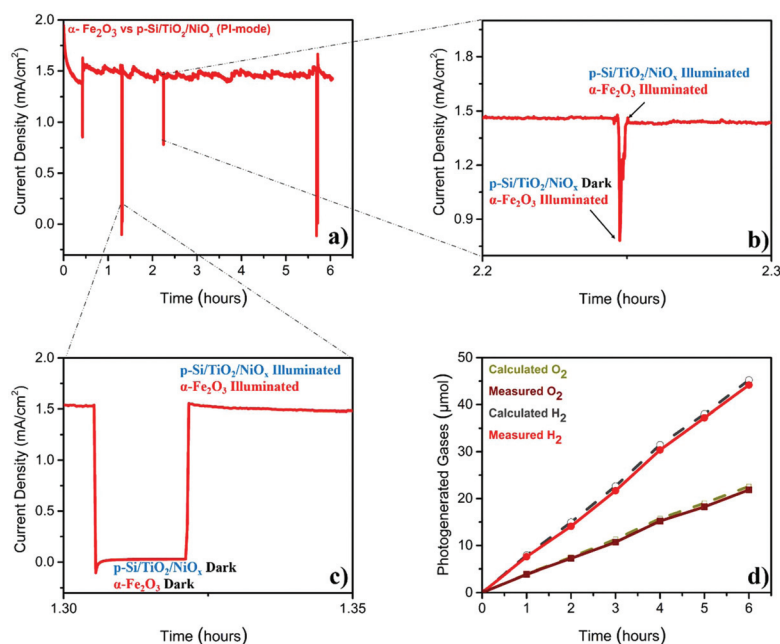 α- Fe₂O₃ vs p-Si/TiO₂/NiOₓ (PI-mode)
Current Density (mA/cm²)
2.0
1.5
1.0
0.5
0.0
0 1 2 3 4 5 6
Time (hours)
a)
Current Density (mA/cm²)
1.8
1.5
1.2
0.9
2.2 2.3
Time (hours)
p-Si/TiO₂/NiOₓ Illuminated
α-Fe₂O₃ Illuminated
p-Si/TiO₂/NiOₓ Dark
α-Fe₂O₃ Illuminated
b)
Current Density (mA/cm²)
2.0
1.5
1.0
0.5
0.0
1.30 1.35
Time (hours)
p-Si/TiO₂/NiOₓ Illuminated
α-Fe₂O₃ Illuminated
p-Si/TiO₂/NiOₓ Dark
α-Fe₂O₃ Dark
c)
Photogenerated Gases (μmol)
50
40
30
20
10
0
0 1 2 3 4 5 6
Time (hours)
Calculated O₂
Measured O₂
Calculated H₂
Measured H₂
d)